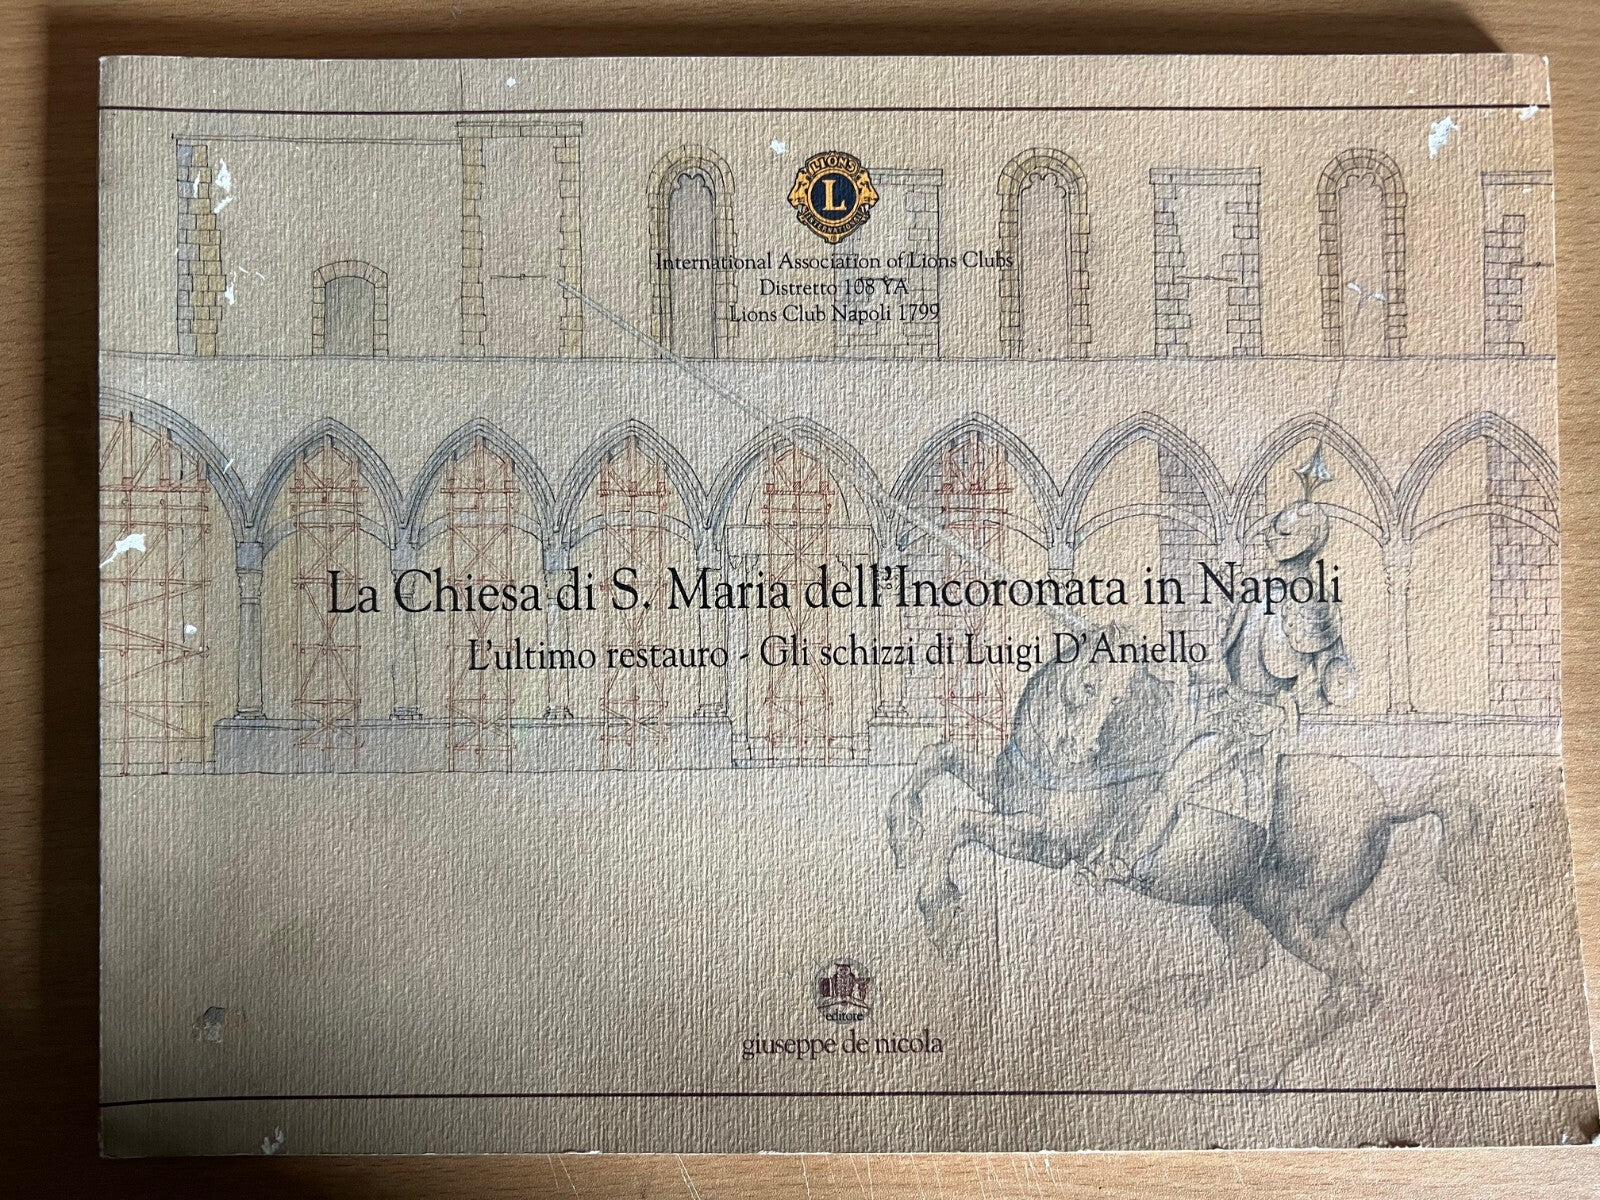 LIONS
L
INTERNATIONAL
International Association of Lions Clubs
Distretto 108 YA
Lions Club Napoli 1799
La Chiesa di S. Maria dell'Incoronata in Napoli
L'ultimo restauro - Gli schizzi di Luigi D'Aniello
editore
giuseppe de nicola